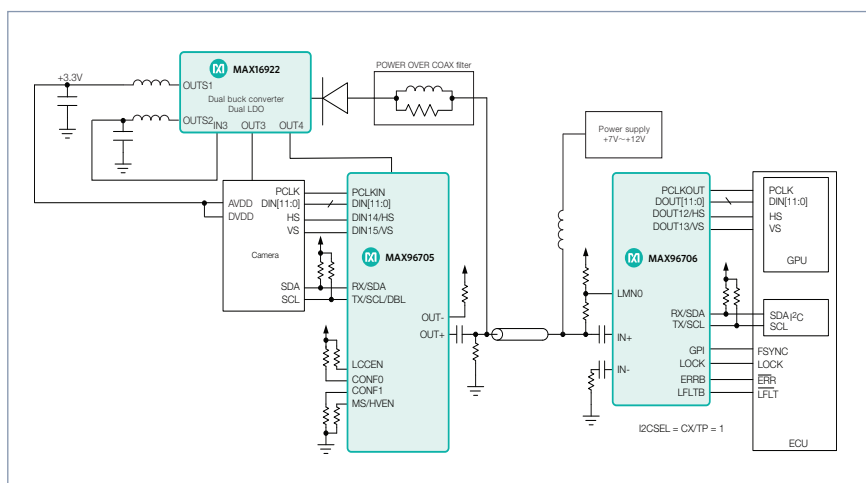 +3.3V
OUTS1
MAX16922
Dual buck converter
Dual LDO
OUTS2
IN3
OUT3
OUT4
POWER OVER COAX filter
Power supply
+7V~+12V
AVDD
DVDD
Camera
PCLK
DIN[11:0]
HS
VS
SDA
SCL
PCLKIN
DIN[11:0]
DIN14/HS
DIN15/VS
MAX96705
RX/SDA
TX/SCL/DBL
OUT-
OUT+
LCCEN
CONF0
CONF1
MS/HVEN
PCLKOUT
DOUT[11:0]
DOUT12/HS
DOUT13/VS
MAX96706
LMN0
RX/SDA
TX/SCL
IN+
GPI
LOCK
IN-
ERRB
LFLTB
I2CSEL = CX/TP = 1
PCLK
DIN[11:0]
HS
VS
GPU
SDA I²C
SCL
FSYNC
LOCK
ERR
LFLT
ECU